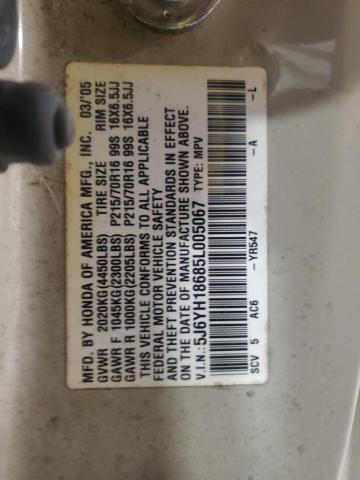 MFD. BY HONDA OF AMERICA MFG., INC. 03/'05
GVWR 2020KG(4450LBS) TIRE SIZE RIM SIZE
GAWR F 1045KG(2300LBS) P215/70R16 99S 16X6.5JJ
GAWR R 1000KG(2205LBS) P215/70R16 99S 16X6.5JJ
THIS VEHICLE CONFORMS TO ALL APPLICABLE
FEDERAL MOTOR VEHICLE SAFETY
AND THEFT PREVENTION STANDARDS IN EFFECT
ON THE DATE OF MANUFACTURE SHOWN ABOVE.
V.I.N.: 5J6YH18685L005067 TYPE: MPV
SCV 5 AC6 -YR547 -A -L